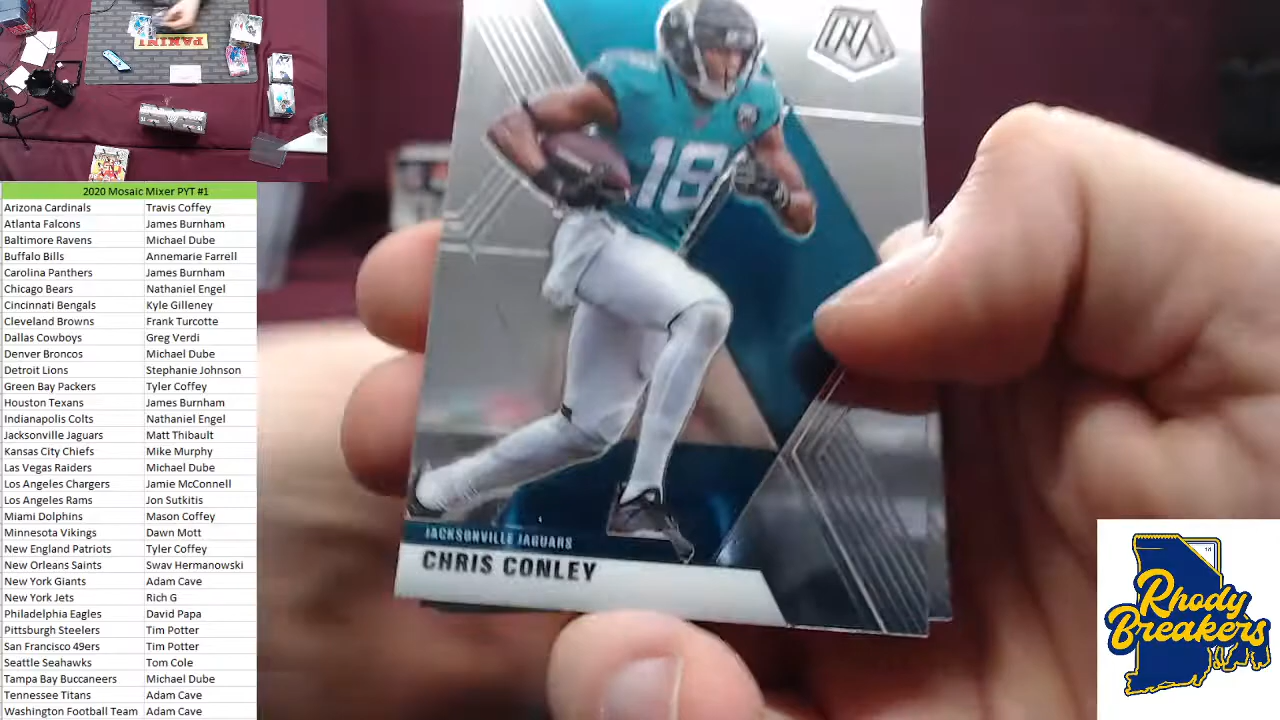 PANINI
2020 Mosaic Mixer PYT #1
Arizona Cardinals Travis Coffey
Atlanta Falcons James Burnham
Baltimore Ravens Michael Dube
Buffalo Bills Annemarie Farrell
Carolina Panthers James Burnham
Chicago Bears Nathaniel Engel
Cincinnati Bengals Kyle Gilleney
Cleveland Browns Frank Turcotte
Dallas Cowboys Greg Verdi
Denver Broncos Michael Dube
Detroit Lions Stephanie Johnson
Green Bay Packers Tyler Coffey
Houston Texans James Burnham
Indianapolis Colts Nathaniel Engel
Jacksonville Jaguars Matt Thibault
Kansas City Chiefs Mike Murphy
Las Vegas Raiders Michael Dube
Los Angeles Chargers Jamie McConnell
Los Angeles Rams Jon Sutkitis
Miami Dolphins Mason Coffey
Minnesota Vikings Dawn Mott
New England Patriots Tyler Coffey
New Orleans Saints Swav Hermanowski
New York Giants Adam Cave
New York Jets Rich G
Philadelphia Eagles David Papa
Pittsburgh Steelers Tim Potter
San Francisco 49ers Tim Potter
Seattle Seahawks Tom Cole
Tampa Bay Buccaneers Michael Dube
Tennessee Titans Adam Cave
Washington Football Team Adam Cave
18
JACKSONVILLE JAGUARS
CHRIS CONLEY
Rhody
Breakers